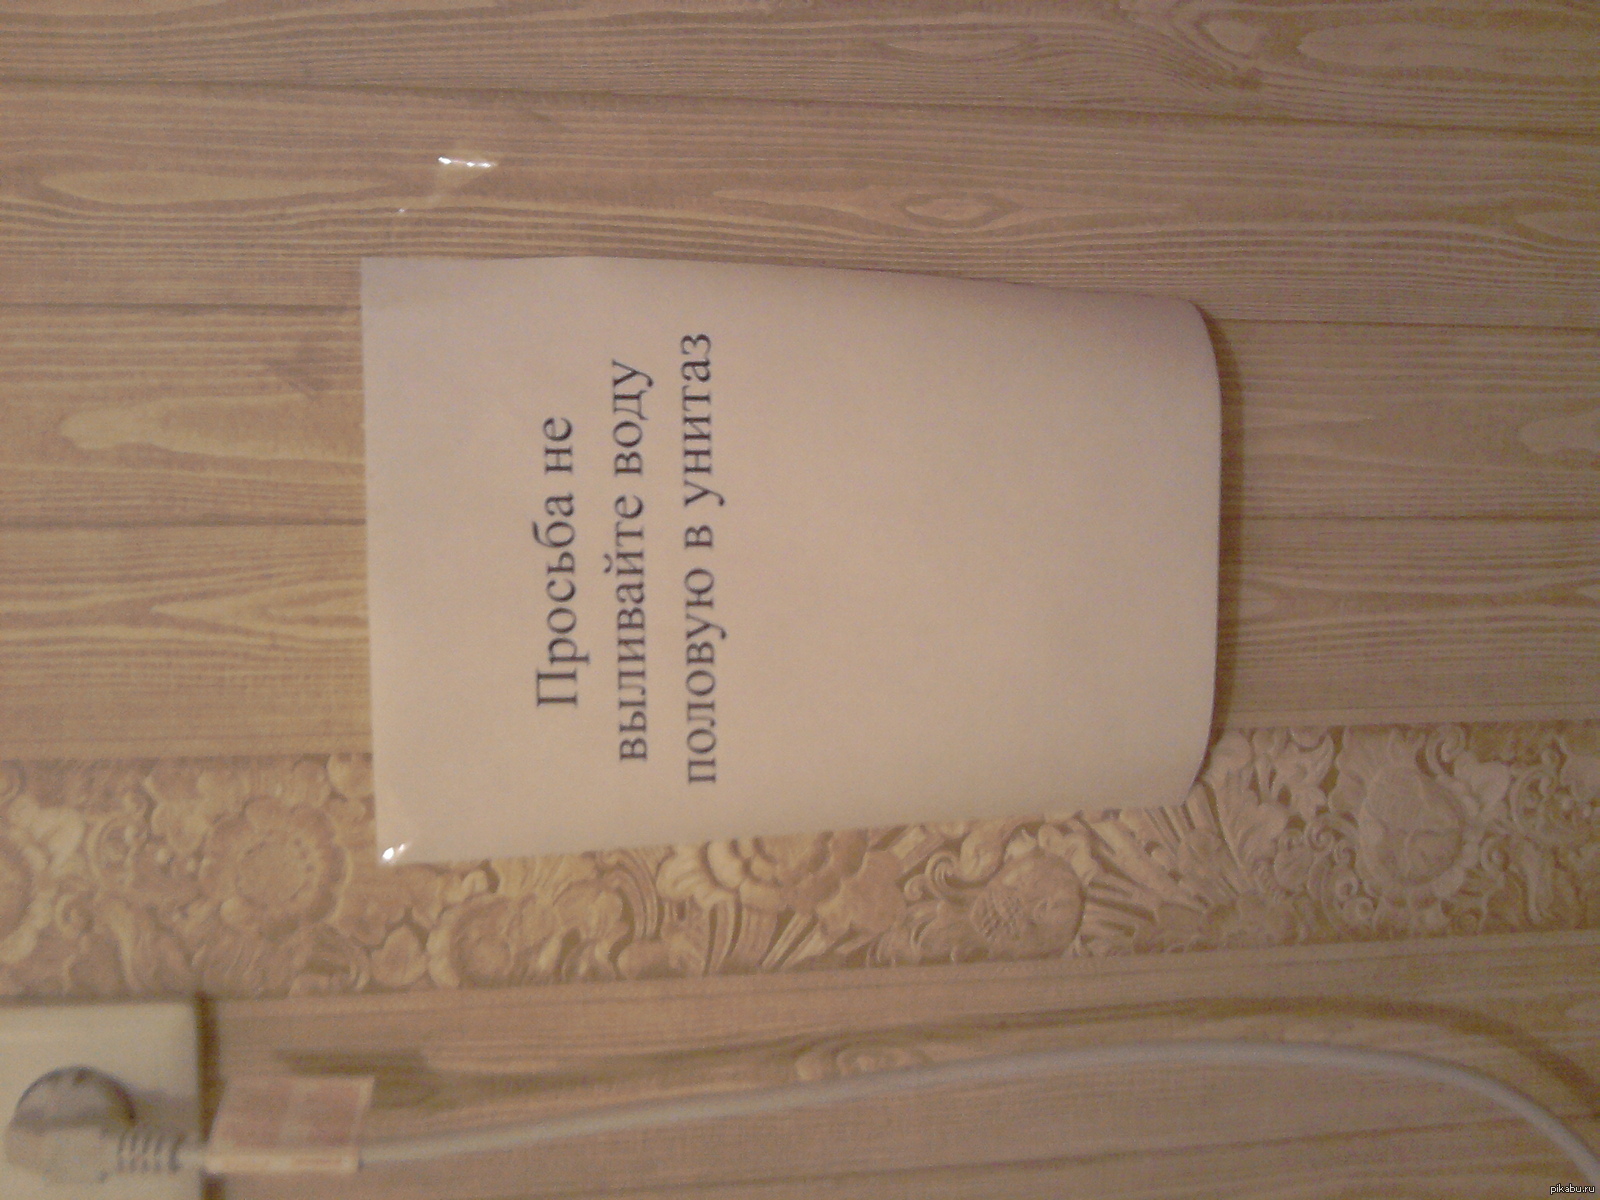 Просьба не
выливайте воду
половую в унитаз
pikabu.ru